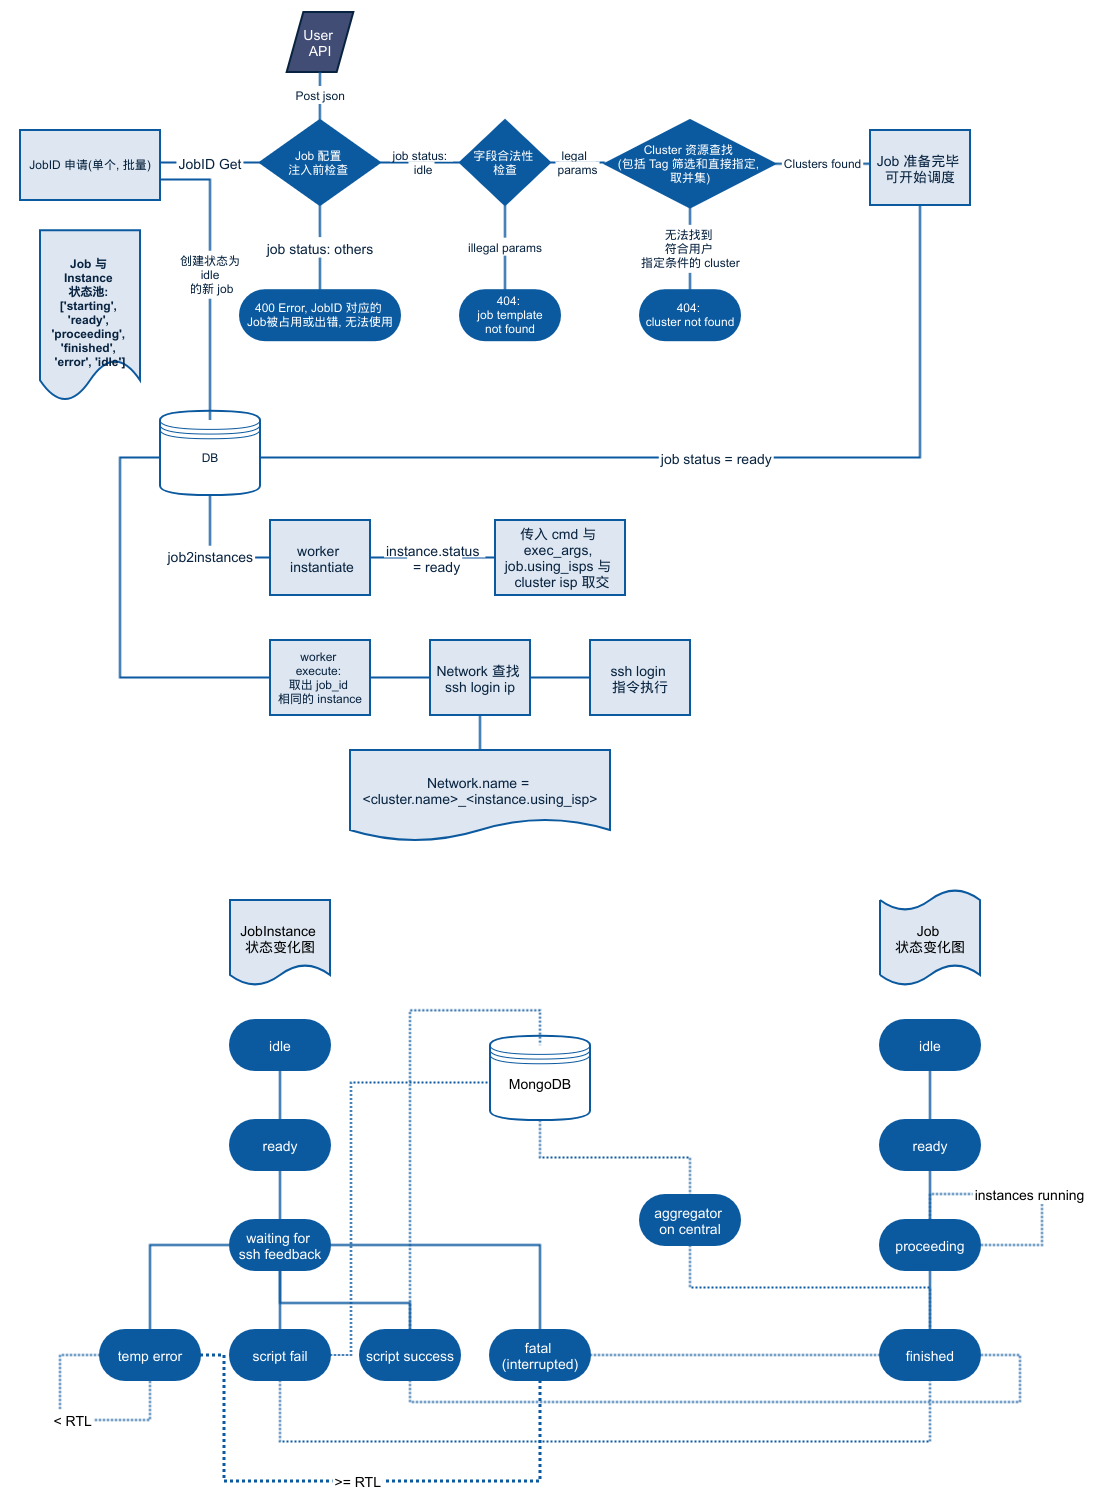 User
API
Post json
JobID 申请(单个, 批量)
JobID Get
Job 配置
注入前检查
job status:
idle
字段合法性
检查
legal
params
Cluster 资源查找
(包括 Tag 筛选和直接指定,
取并集)
Clusters found
Job 准备完毕
可开始调度
创建状态为
idle
的新 job
job status: others
illegal params
无法找到
符合用户
指定条件的 cluster
Job 与
Instance
状态池:
['starting',
'ready',
'proceeding',
'finished',
'error', 'idle']
400 Error, JobID 对应的
Job被占用或出错, 无法使用
404:
job template
not found
404:
cluster not found
DB
job status = ready
job2instances
worker
instantiate
instance.status
= ready
传入 cmd 与
exec_args,
job.using_isps 与
cluster isp 取交
worker
execute:
取出 job_id
相同的 instance
Network 查找
ssh login ip
ssh login
指令执行
Network.name =
<cluster.name>_<instance.using_isp>
JobInstance
状态变化图
Job
状态变化图
idle
MongoDB
idle
ready
ready
instances running
aggregator
on central
waiting for
ssh feedback
proceeding
temp error
script fail
script success
fatal
(interrupted)
finished
< RTL
>= RTL